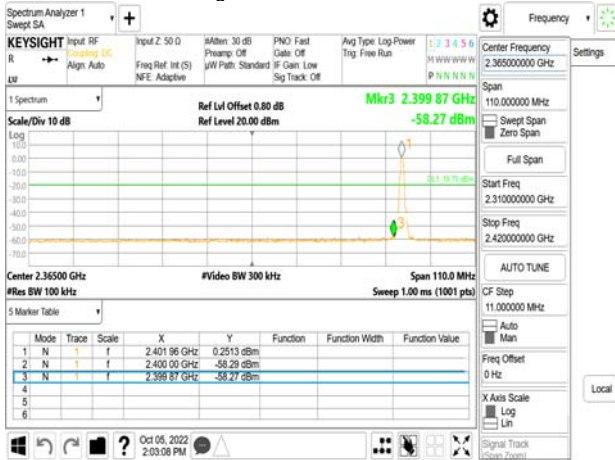 Spectrum Analyzer 1
Swept SA
Frequency
KEYSIGHT
R
Input: RF
Coupling: DC
Align: Auto
Input Z: 50 Ω
Freq Ref: Int (S)
NFE: Adaptive
#Atten: 30 dB
Preamp: Off
µW Path: Standard
PNO: Fast
Gate: Off
IF Gain: Low
Sig Track: Off
Avg Type: Log-Power
Trig: Free Run
1 2 3 4 5 6
M W W W W W
P N N N N N
1 Spectrum
Scale/Div 10 dB
Ref Lvl Offset 0.80 dB
Ref Level 20.00 dBm
Mkr3 2.399 87 GHz
-58.27 dBm
Log
10.0
0.00
-10.0
-20.0
-30.0
-40.0
-50.0
-60.0
-70.0
1
DL1 -19.75 dBm
3
Center 2.36500 GHz
#Video BW 300 kHz
Span 110.0 MHz
#Res BW 100 kHz
Sweep 1.00 ms (1001 pts)
5 Marker Table
Mode Trace Scale X Y Function Function Width Function Value
1 N 1 f 2.401 96 GHz 0.2513 dBm
2 N 1 f 2.400 00 GHz -58.29 dBm
3 N 1 f 2.399 87 GHz -58.27 dBm
4
5
6
Oct 05, 2022
2:03:08 PM
Center Frequency
2.365000000 GHz
Settings
Span
110.000000 MHz
Swept Span
Zero Span
Full Span
Start Freq
2.310000000 GHz
Stop Freq
2.420000000 GHz
AUTO TUNE
CF Step
11.000000 MHz
Auto
Man
Freq Offset
0 Hz
Local
X Axis Scale
Log
Lin
Signal Track
(Span Zoom)